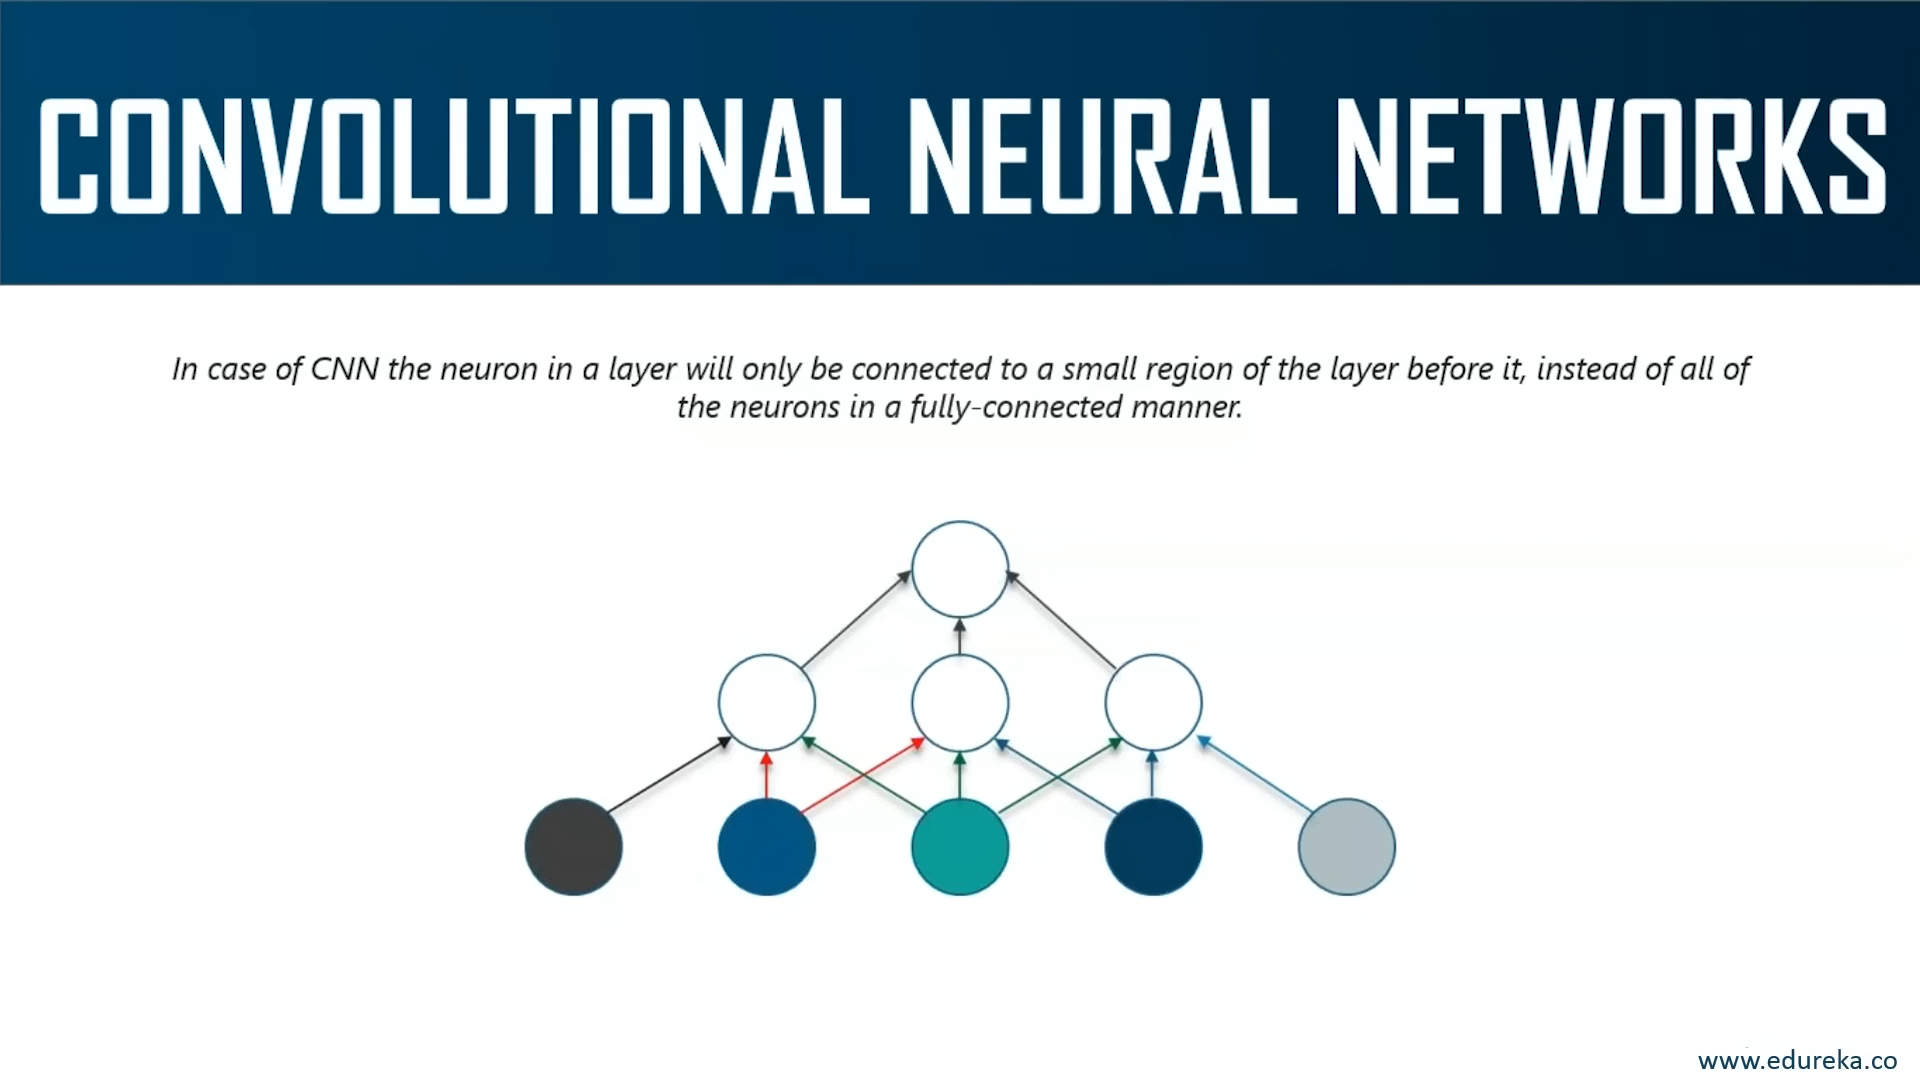 CONVOLUTIONAL NEURAL NETWORKS
In case of CNN the neuron in a layer will only be connected to a small region of the layer before it, instead of all of
the neurons in a fully-connected manner.
www.edureka.co